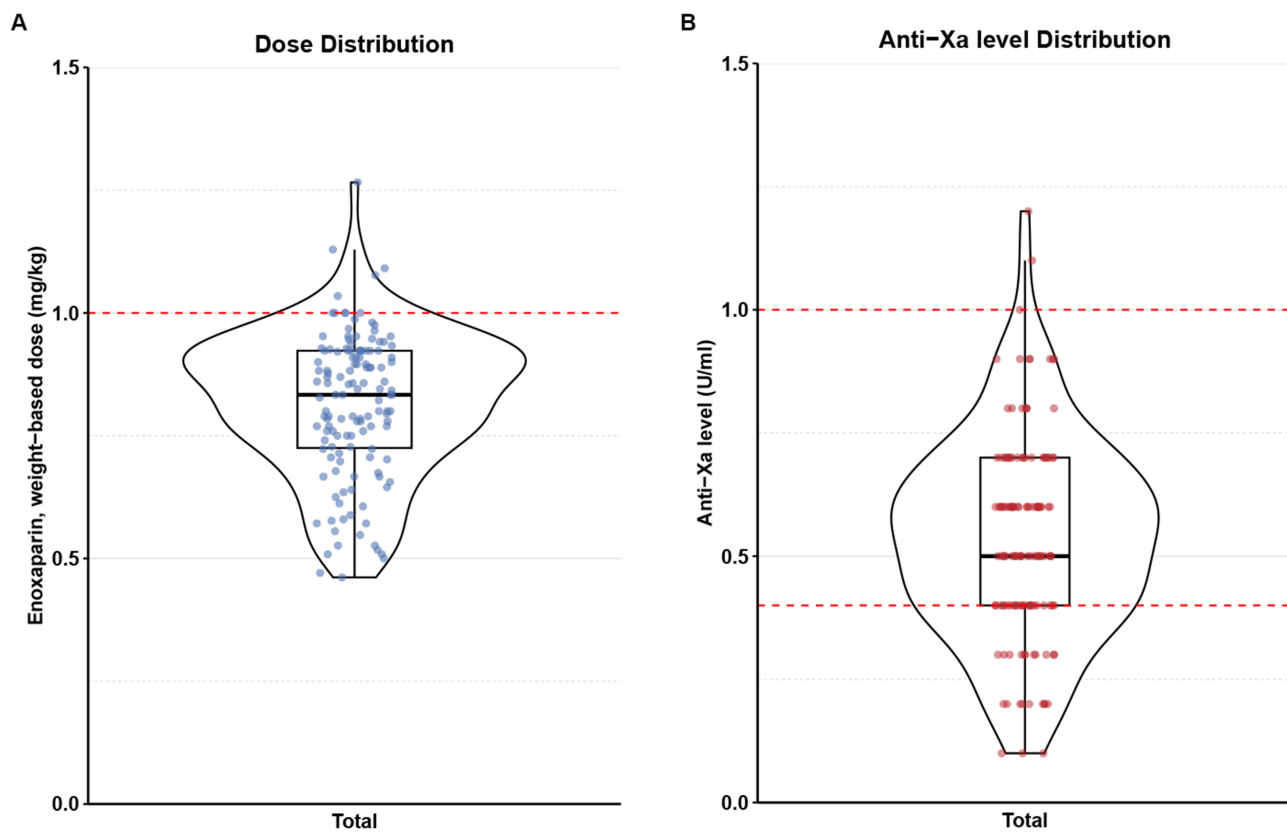 A
Dose Distribution
Enoxaparin, weight−based dose (mg/kg)
1.5
1.0
0.5
0.0
Total
B
Anti−Xa level Distribution
Anti−Xa level (U/ml)
1.5
1.0
0.5
0.0
Total